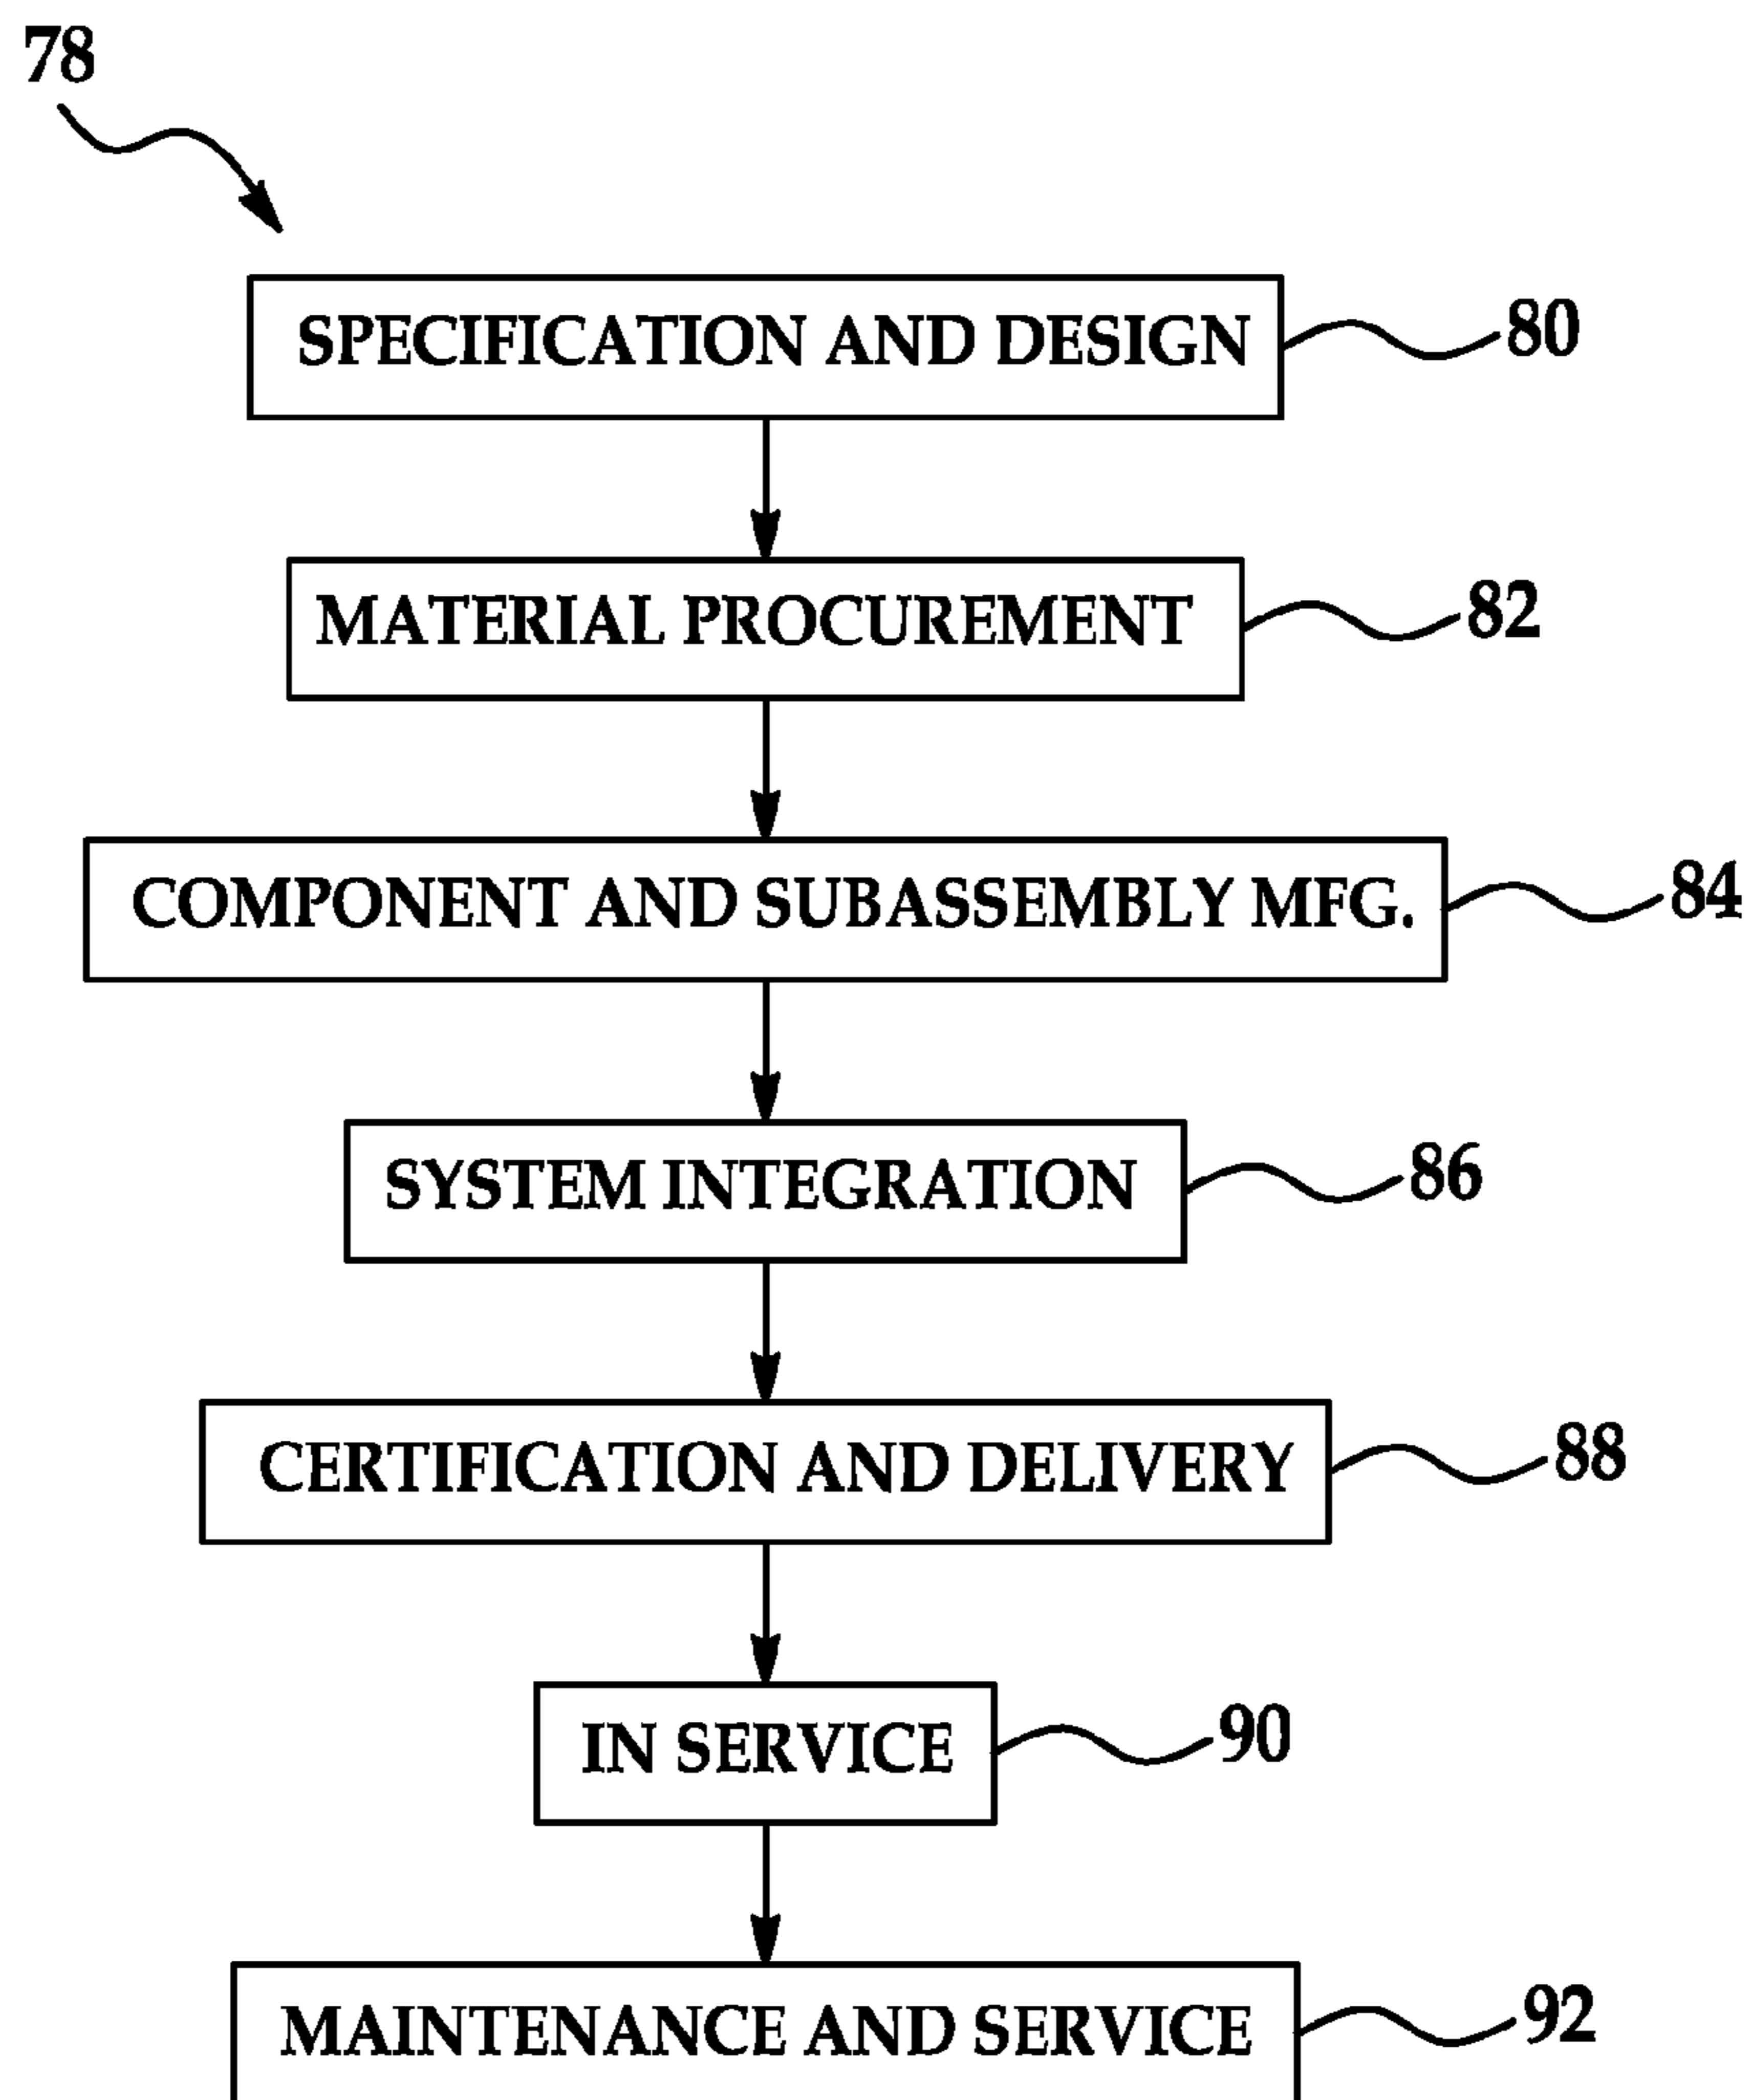 78
SPECIFICATION AND DESIGN 80
MATERIAL PROCUREMENT 82
COMPONENT AND SUBASSEMBLY MFG. 84
SYSTEM INTEGRATION 86
CERTIFICATION AND DELIVERY 88
IN SERVICE 90
MAINTENANCE AND SERVICE 92